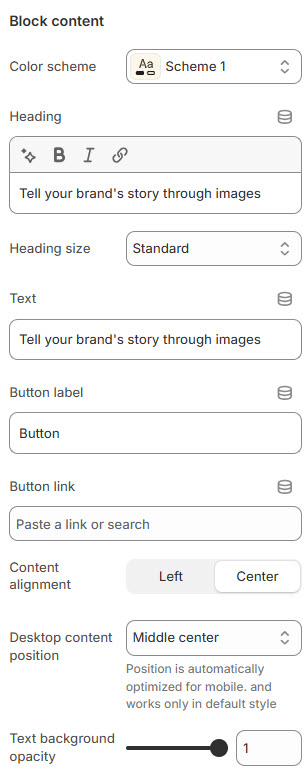 Block content
Color scheme
Aa
Scheme 1
Heading
B I
Tell your brand's story through images
Heading size
Standard
Text
Tell your brand's story through images
Button label
Button
Button link
Paste a link or search
Content
alignment
Left
Center
Desktop content
position
Middle center
Position is automatically
optimized for mobile. and
works only in default style
Text background
opacity
1